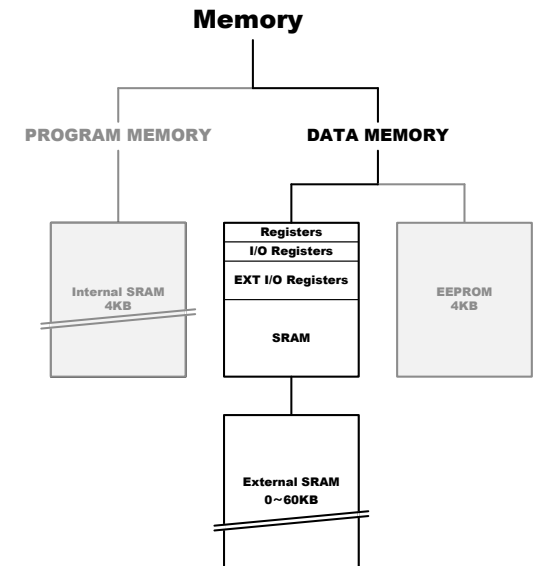 Memory
PROGRAM MEMORY
DATA MEMORY
Internal SRAM
4KB
Registers
I/O Registers
EXT I/O Registers
SRAM
EEPROM
4KB
External SRAM
0~60KB